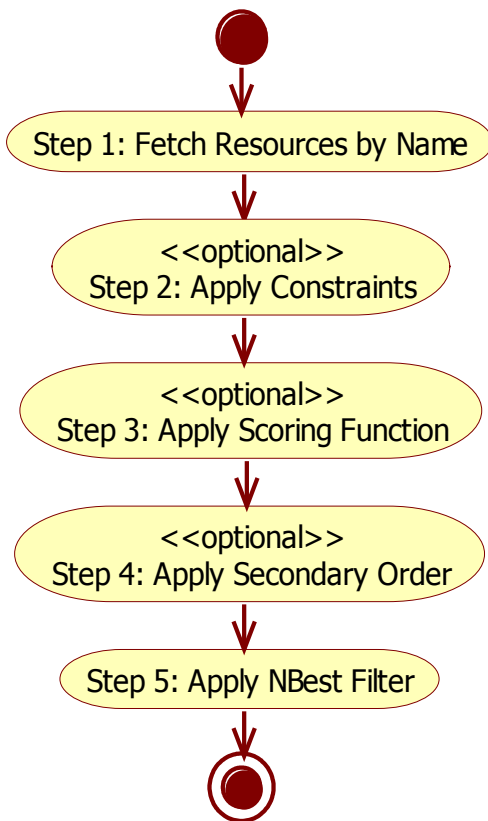 Step 1: Fetch Resources by Name
<<optional>>
Step 2: Apply Constraints
<<optional>>
Step 3: Apply Scoring Function
<<optional>>
Step 4: Apply Secondary Order
Step 5: Apply NBest Filter